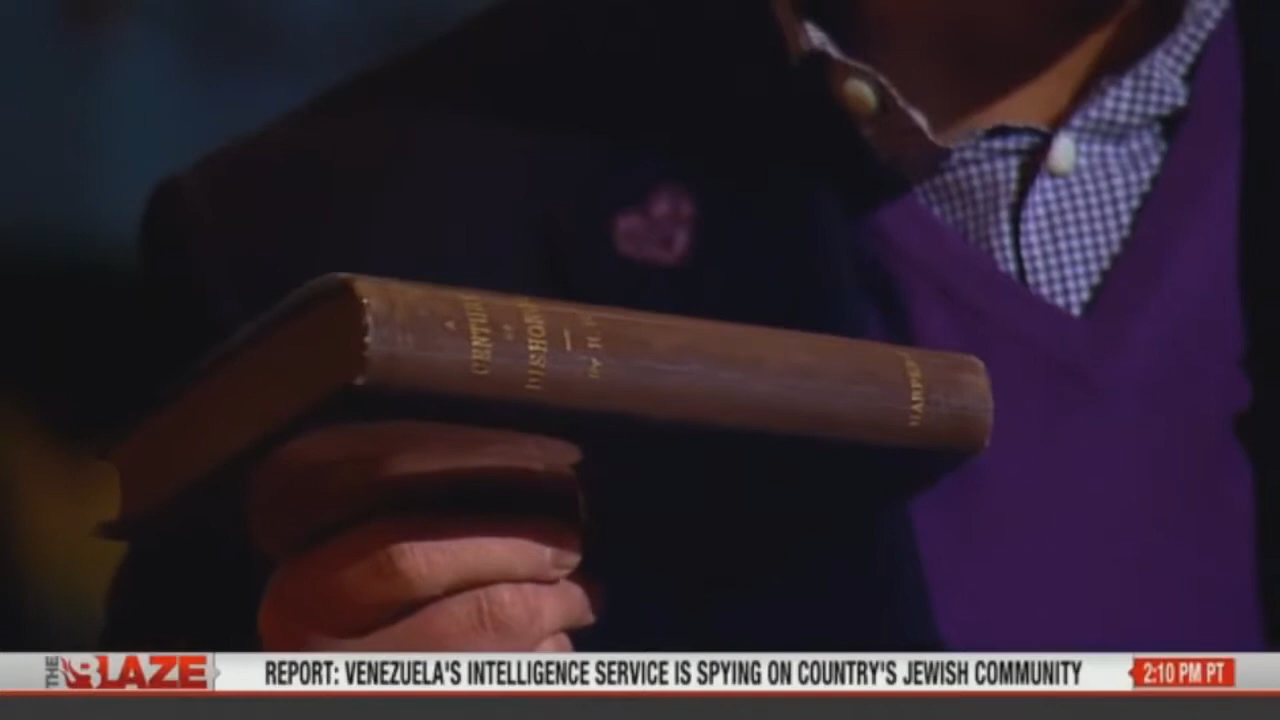 A
CENTURY
OF
DISHONOR
BY H.
HARPER
THE BLAZE
REPORT: VENEZUELA'S INTELLIGENCE SERVICE IS SPYING ON COUNTRY'S JEWISH COMMUNITY
2:10 PM PT